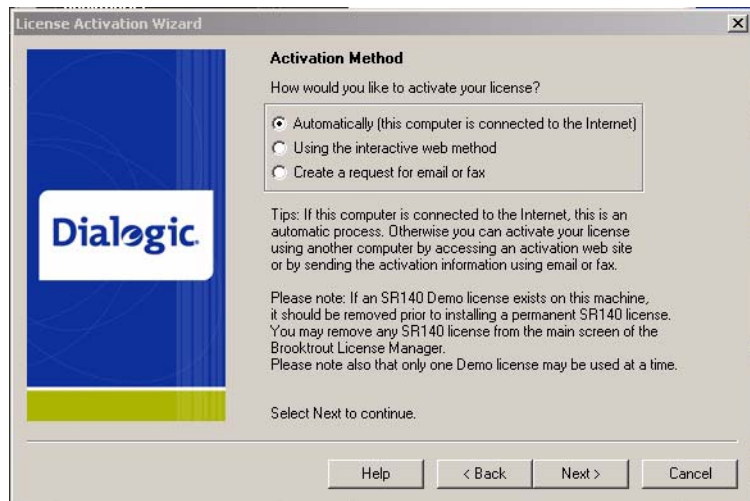 License Activation Wizard
Activation Method
How would you like to activate your license?
Automatically (this computer is connected to the Internet)
Using the interactive web method
Create a request for email or fax
Dialogic.
Tips: If this computer is connected to the Internet, this is an
automatic process. Otherwise you can activate your license
using another computer by accessing an activation web site
or by sending the activation information using email or fax.
Please note: If an SR140 Demo license exists on this machine,
it should be removed prior to installing a permanent SR140 license.
You may remove any SR140 license from the main screen of the
Brooktrout License Manager.
Please note also that only one Demo license may be used at a time.
Select Next to continue.
Help
< Back
Next >
Cancel